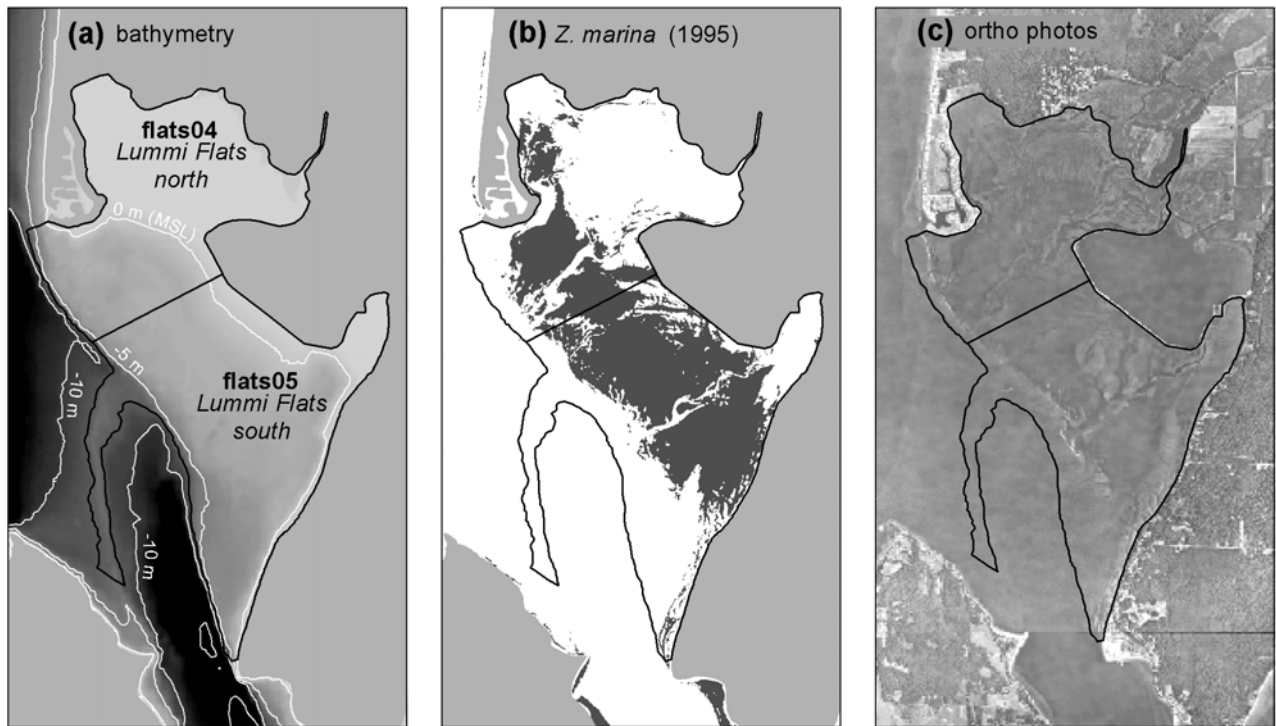 (a) bathymetry
flats04
Lummi Flats
north
0 m (MSL)
-5 m
-10 m
flats05
Lummi Flats
south
-10 m
(b) Z. marina (1995)
(c) ortho photos